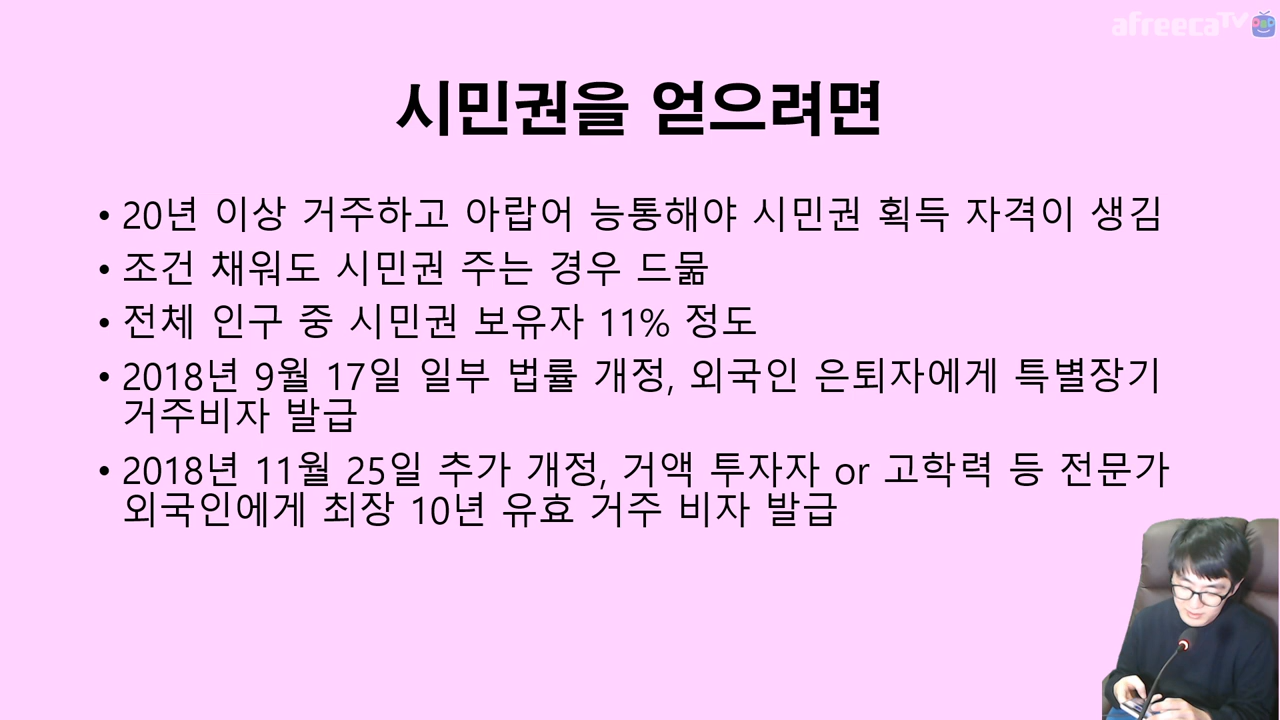 afreecaTV
시민권을 얻으려면
• 20년 이상 거주하고 아랍어 능통해야 시민권 획득 자격이 생김
• 조건 채워도 시민권 주는 경우 드묾
• 전체 인구 중 시민권 보유자 11% 정도
• 2018년 9월 17일 일부 법률 개정, 외국인 은퇴자에게 특별장기
거주비자 발급
• 2018년 11월 25일 추가 개정, 거액 투자자 or 고학력 등 전문가
외국인에게 최장 10년 유효 거주 비자 발급